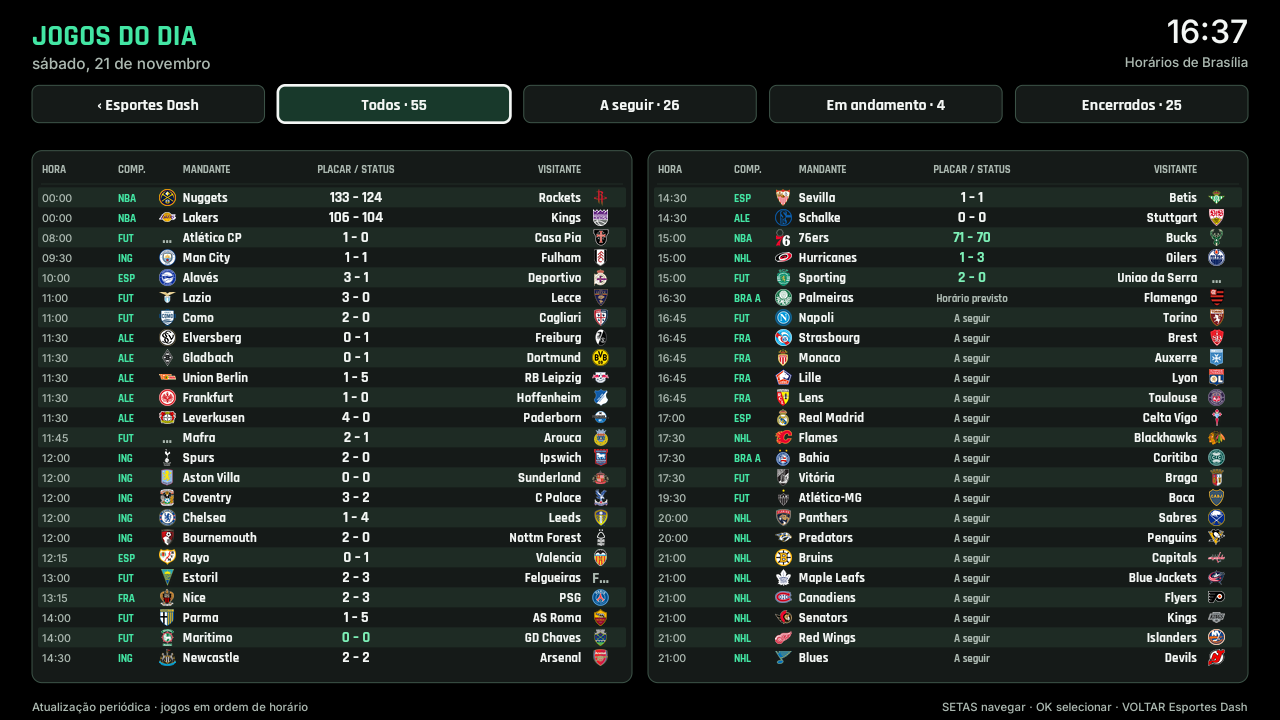 JOGOS DO DIA
sábado, 21 de novembro
16:37
Horários de Brasília
‹ Esportes Dash
Todos · 55
A seguir · 26
Em andamento · 4
Encerrados · 25
HORA COMP. MANDANTE PLACAR / STATUS VISITANTE
00:00 NBA Nuggets 133 – 124 Rockets
00:00 NBA Lakers 106 – 104 Kings
08:00 FUT ... Atlético CP 1 – 0 Casa Pia
09:30 ING Man City 1 – 1 Fulham
10:00 ESP Alavés 3 – 1 Deportivo
11:00 FUT Lazio 3 – 0 Lecce
11:00 FUT Como 2 – 0 Cagliari
11:30 ALE Elversberg 0 – 1 Freiburg
11:30 ALE Gladbach 0 – 1 Dortmund
11:30 ALE Union Berlin 1 – 5 RB Leipzig
11:30 ALE Frankfurt 1 – 0 Hoffenheim
11:30 ALE Leverkusen 4 – 0 Paderborn
11:45 FUT ... Mafra 2 – 1 Arouca
12:00 ING Spurs 2 – 0 Ipswich
12:00 ING Aston Villa 0 – 0 Sunderland
12:00 ING Coventry 3 – 2 C Palace
12:00 ING Chelsea 1 – 4 Leeds
12:00 ING Bournemouth 2 – 0 Nottm Forest
12:15 ESP Rayo 0 – 1 Valencia
13:00 FUT Estoril 2 – 3 Felgueiras F...
13:15 FRA Nice 2 – 3 PSG
14:00 FUT Parma 1 – 5 AS Roma
14:00 FUT Maritimo 0 – 0 GD Chaves
14:30 ING Newcastle 2 – 2 Arsenal
HORA COMP. MANDANTE PLACAR / STATUS VISITANTE
14:30 ESP Sevilla 1 – 1 Betis
14:30 ALE Schalke 0 – 0 Stuttgart
15:00 NBA 76ers 71 – 70 Bucks
15:00 NHL Hurricanes 1 – 3 Oilers
15:00 FUT Sporting 2 – 0 Uniao da Serra ...
16:30 BRA A Palmeiras Horário previsto Flamengo
16:45 FUT Napoli A seguir Torino
16:45 FRA Strasbourg A seguir Brest
16:45 FRA Monaco A seguir Auxerre
16:45 FRA Lille A seguir Lyon
16:45 FRA Lens A seguir Toulouse
17:00 ESP Real Madrid A seguir Celta Vigo
17:30 NHL Flames A seguir Blackhawks
17:30 BRA A Bahia A seguir Coritiba
17:30 FUT Vitória A seguir Braga
19:30 FUT Atlético-MG A seguir Boca
20:00 NHL Panthers A seguir Sabres
20:00 NHL Predators A seguir Penguins
21:00 NHL Bruins A seguir Capitals
21:00 NHL Maple Leafs A seguir Blue Jackets
21:00 NHL Canadiens A seguir Flyers
21:00 NHL Senators A seguir Kings
21:00 NHL Red Wings A seguir Islanders
21:00 NHL Blues A seguir Devils
Atualização periódica · jogos em ordem de horário
SETAS navegar · OK selecionar · VOLTAR Esportes Dash